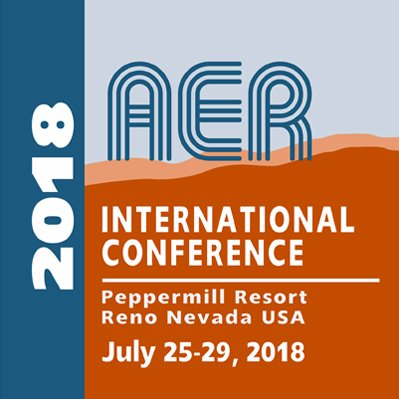 2018
AER
INTERNATIONAL
CONFERENCE
Peppermill Resort
Reno Nevada USA
July 25-29, 2018